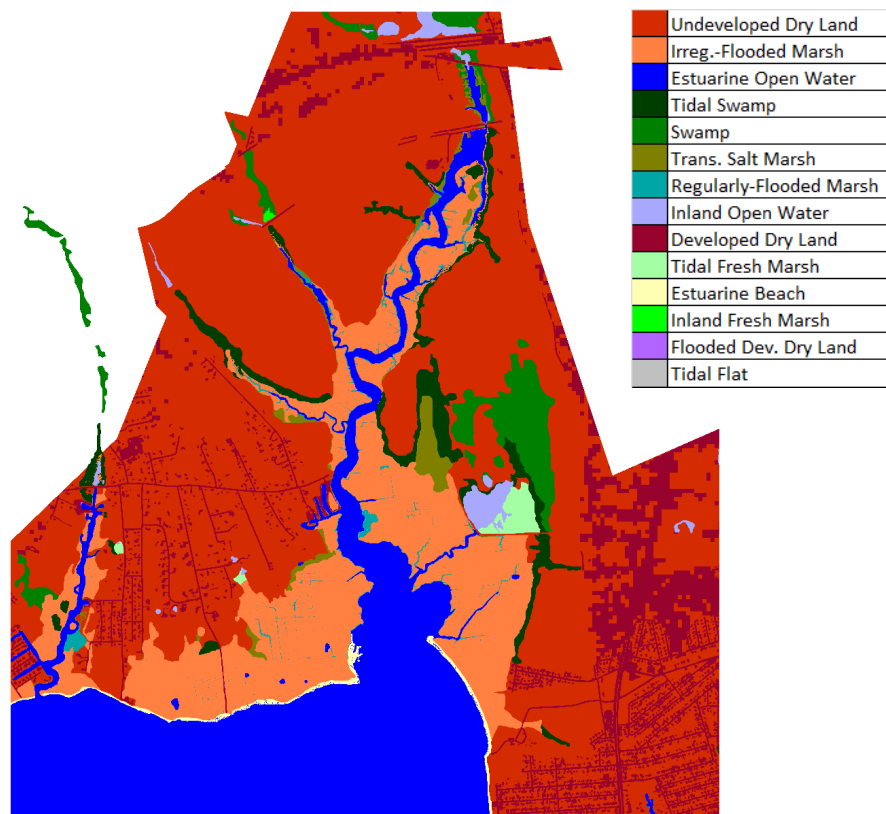 Undeveloped Dry Land
Irreg.-Flooded Marsh
Estuarine Open Water
Tidal Swamp
Swamp
Trans. Salt Marsh
Regularly-Flooded Marsh
Inland Open Water
Developed Dry Land
Tidal Fresh Marsh
Estuarine Beach
Inland Fresh Marsh
Flooded Dev. Dry Land
Tidal Flat